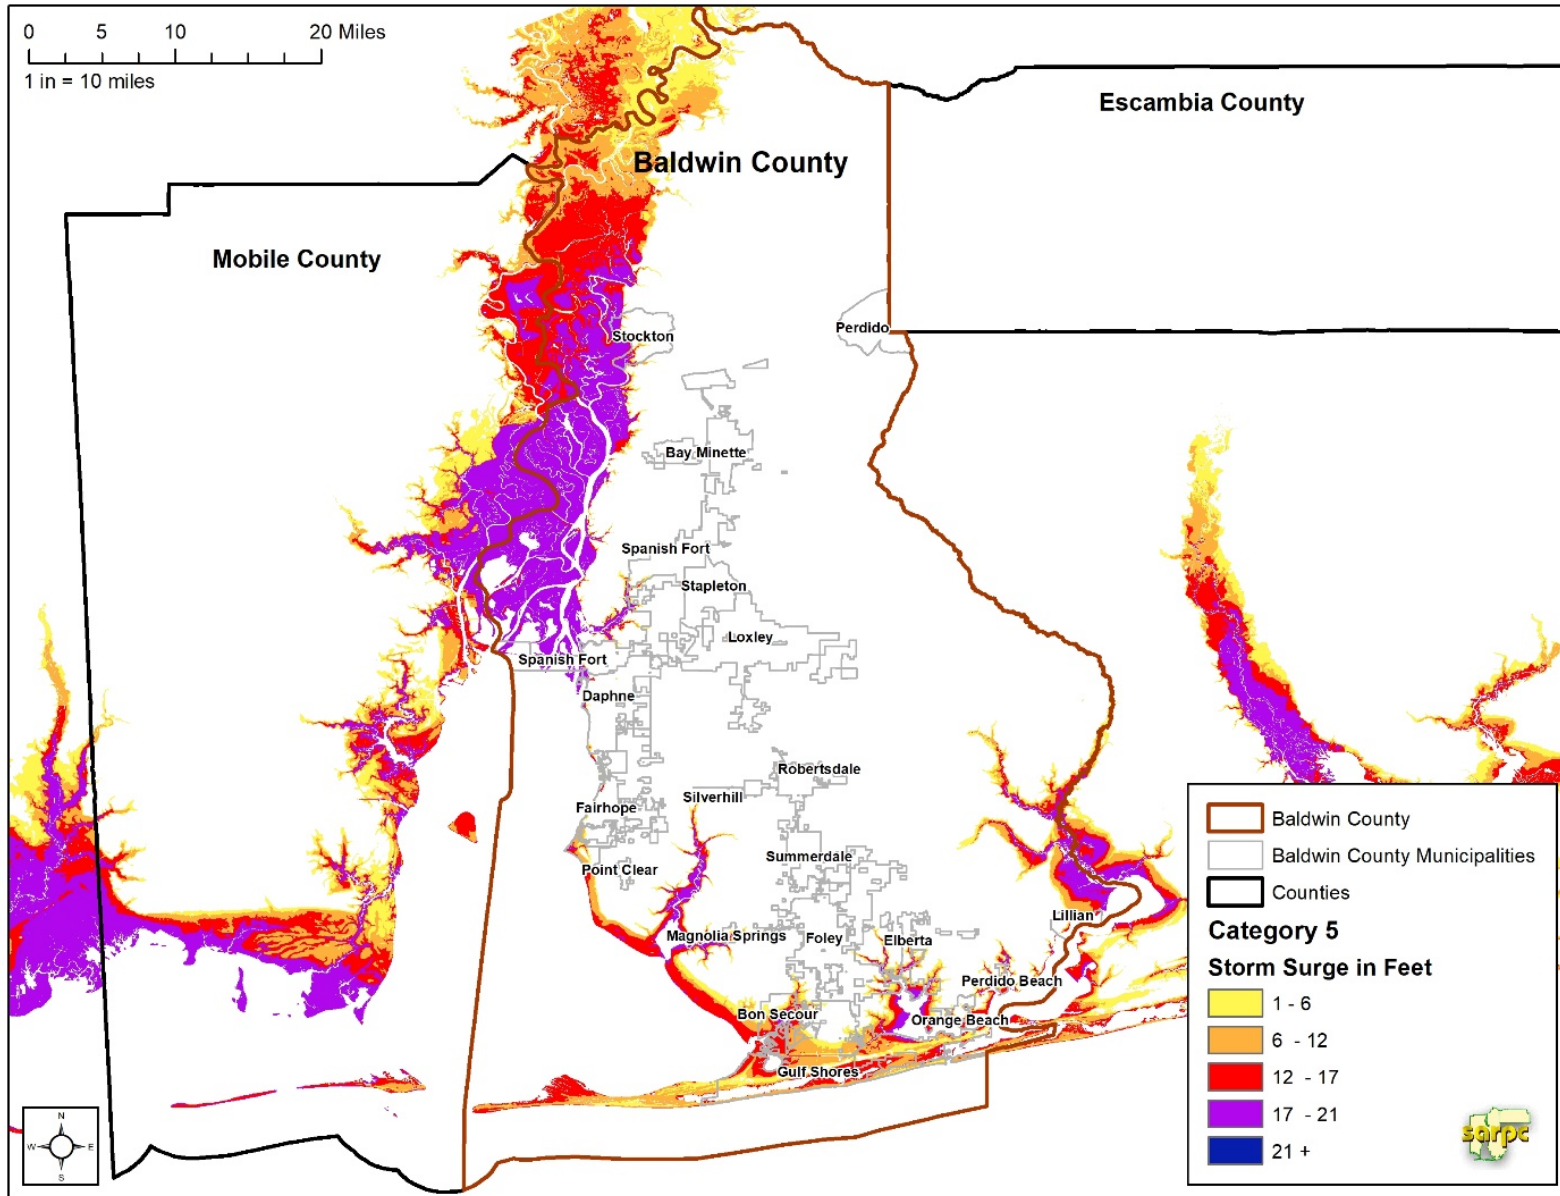 0 5 10 20 Miles
1 in = 10 miles
Escambia County
Baldwin County
Mobile County
Stockton
Perdido
Bay Minette
Spanish Fort
Stapleton
Loxley
Spanish Fort
Daphne
Robertsdale
Silverhill
Fairhope
Summerdale
Point Clear
Lillian
Magnolia Springs
Foley
Elberta
Perdido Beach
Bon Secour
Orange Beach
Gulf Shores
Baldwin County
Baldwin County Municipalities
Counties
Category 5
Storm Surge in Feet
1 - 6
6 - 12
12 - 17
17 - 21
21 +
N
W E
S
sarpc